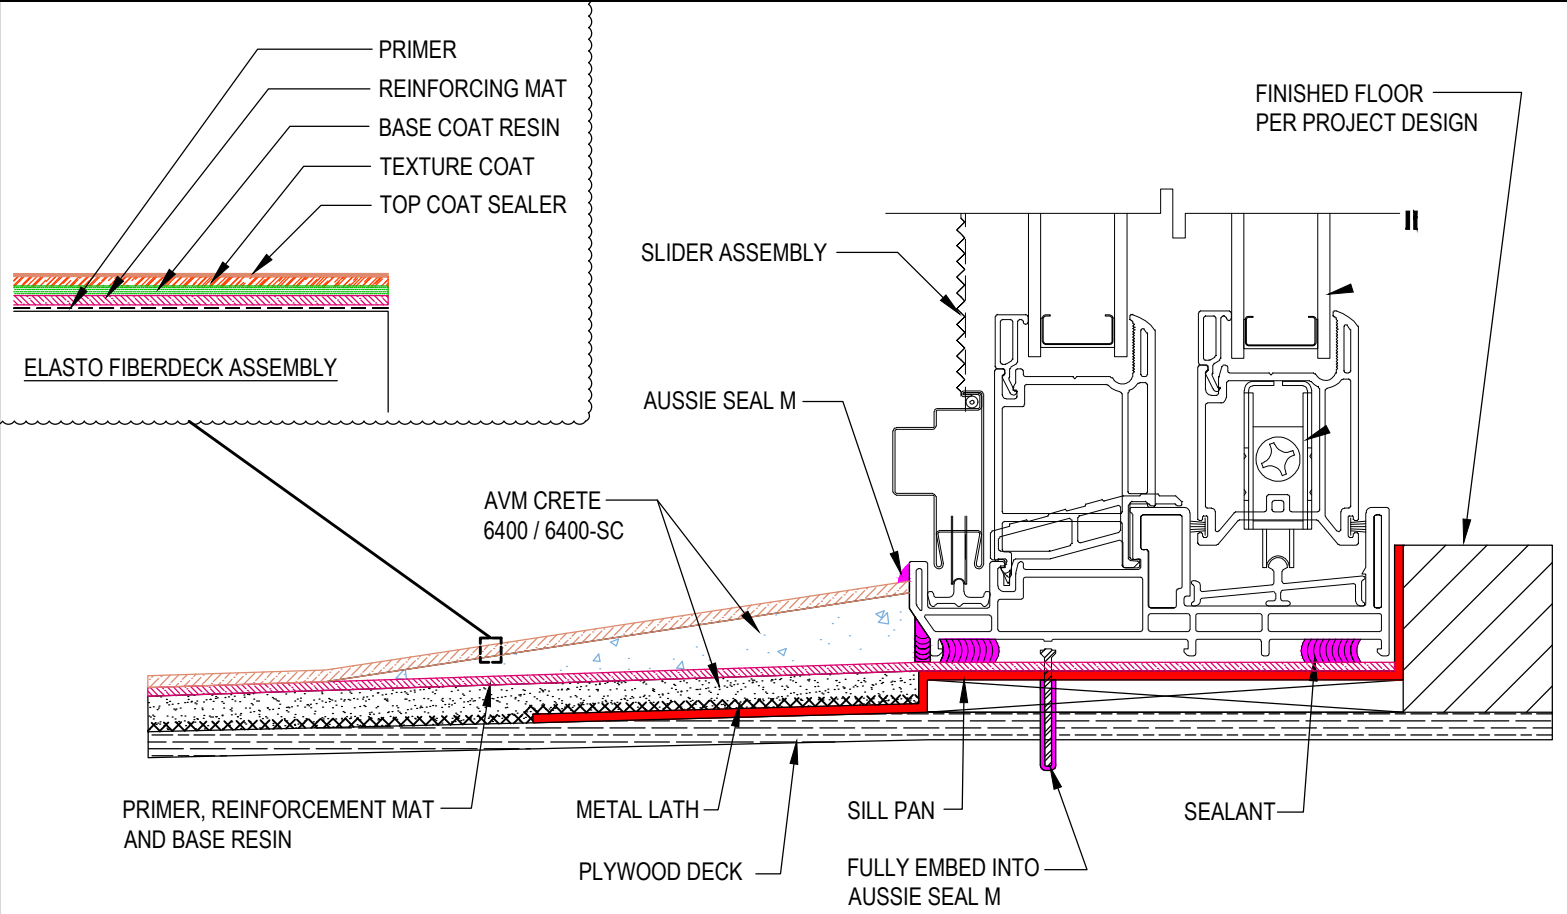 PRIMER
REINFORCING MAT
BASE COAT RESIN
TEXTURE COAT
TOP COAT SEALER
ELASTO FIBERDECK ASSEMBLY
FINISHED FLOOR
PER PROJECT DESIGN
SLIDER ASSEMBLY
AUSSIE SEAL M
AVM CRETE
6400 / 6400-SC
PRIMER, REINFORCEMENT MAT
AND BASE RESIN
METAL LATH
PLYWOOD DECK
SILL PAN
FULLY EMBED INTO
AUSSIE SEAL M
SEALANT